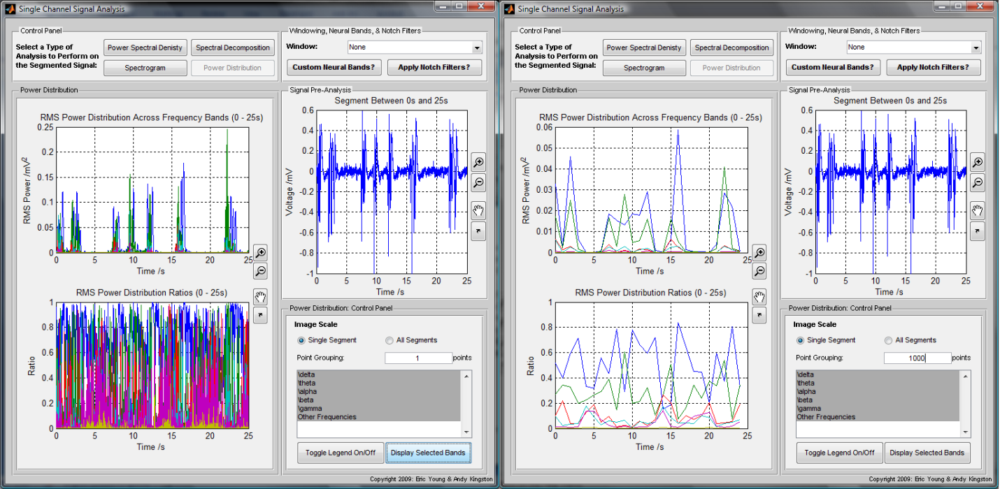 Single Channel Signal Analysis
Control Panel
Select a Type of
Analysis to Perform on
the Segmented Signal:
Power Spectral Denisty
Spectral Decomposition
Spectrogram
Power Distribution
Windowing, Neural Bands, & Notch Filters
Window:
None
Custom Neural Bands?
Apply Notch Filters?
Power Distribution
RMS Power Distribution Across Frequency Bands (0 - 25s)
0.25
0.2
0.15
0.1
0.05
0
RMS Power /mV²
0 5 10 15 20 25
Time /s
RMS Power Distribution Ratios (0 - 25s)
1
0.8
0.6
0.4
0.2
0
Ratio
0 5 10 15 20 25
Time /s
Signal Pre-Analysis
Segment Between 0s and 25s
0.6
0.4
0.2
0
-0.2
-0.4
-0.6
-0.8
-1
Voltage /mV
0 5 10 15 20 25
Time /s
Power Distribution: Control Panel
Image Scale
Single Segment
All Segments
Point Grouping:
1
points
\delta
\theta
\alpha
\beta
\gamma
Other Frequencies
Toggle Legend On/Off
Display Selected Bands
Copyright 2009: Eric Young & Andy Kingston
Single Channel Signal Analysis
Control Panel
Select a Type of
Analysis to Perform on
the Segmented Signal:
Power Spectral Denisty
Spectral Decomposition
Spectrogram
Power Distribution
Windowing, Neural Bands, & Notch Filters
Window:
None
Custom Neural Bands?
Apply Notch Filters?
Power Distribution
RMS Power Distribution Across Frequency Bands (0 - 25s)
0.06
0.05
0.04
0.03
0.02
0.01
0
RMS Power /mV²
0 5 10 15 20 25
Time /s
RMS Power Distribution Ratios (0 - 25s)
1
0.8
0.6
0.4
0.2
0
Ratio
0 5 10 15 20 25
Time /s
Signal Pre-Analysis
Segment Between 0s and 25s
0.6
0.4
0.2
0
-0.2
-0.4
-0.6
-0.8
-1
Voltage /mV
0 5 10 15 20 25
Time /s
Power Distribution: Control Panel
Image Scale
Single Segment
All Segments
Point Grouping:
1000
points
\delta
\theta
\alpha
\beta
\gamma
Other Frequencies
Toggle Legend On/Off
Display Selected Bands
Copyright 2009: Eric Young & Andy Kingston